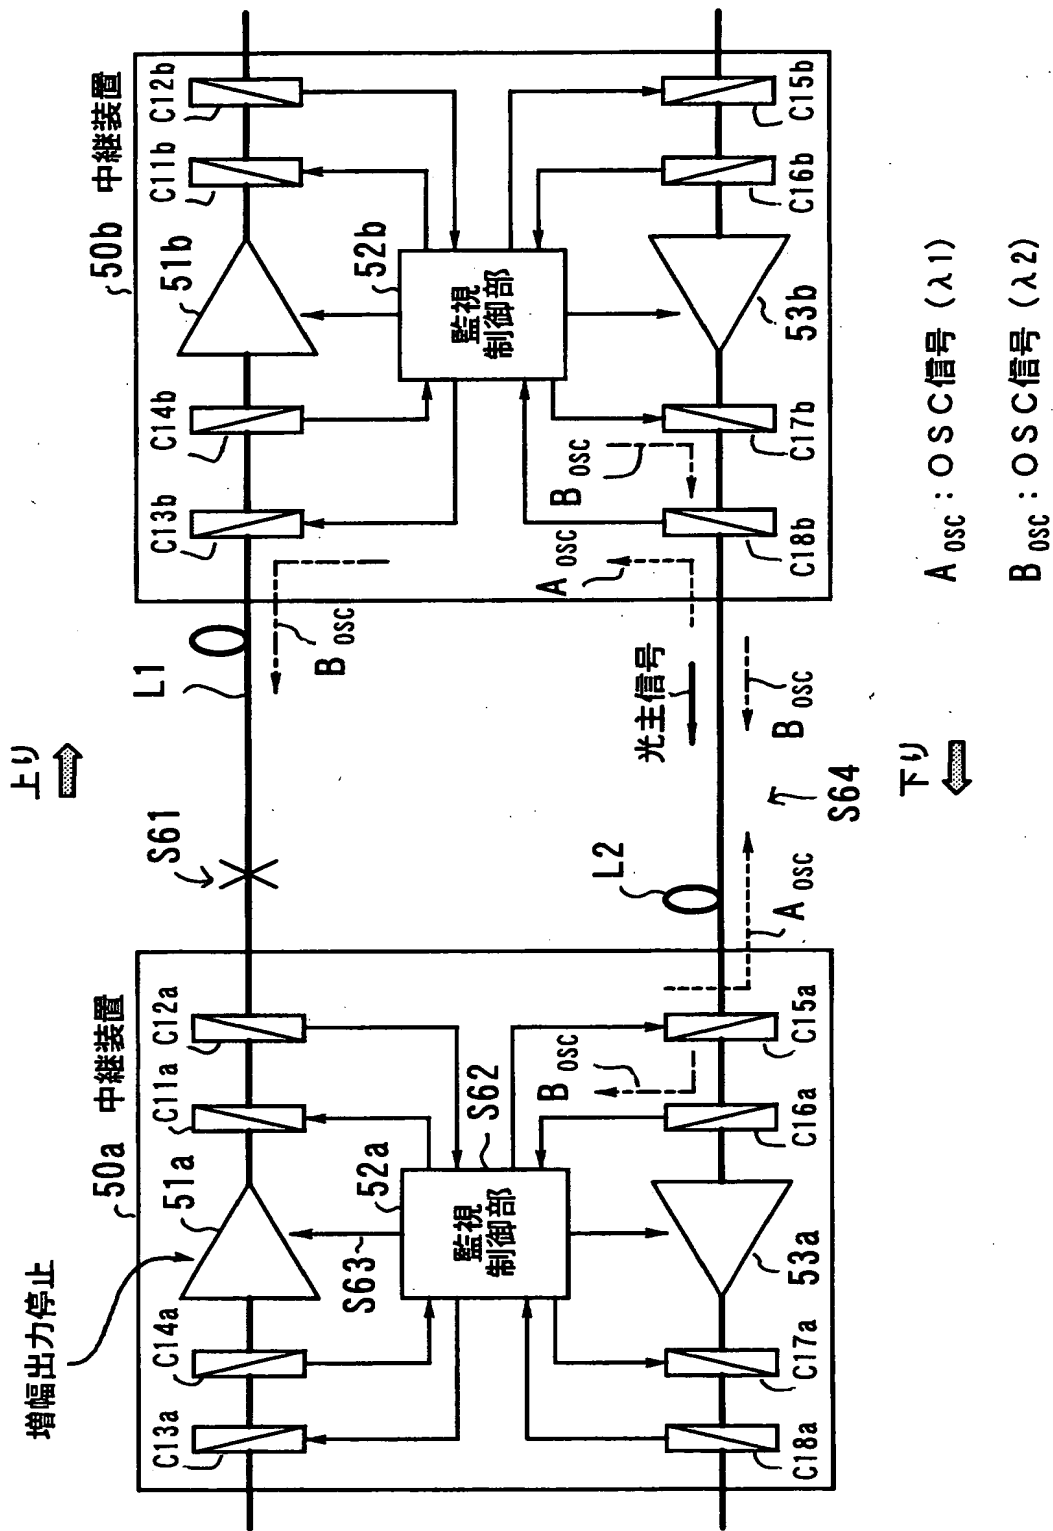 増幅出力停止
上り
50a 中継装置
50b 中継装置
C13a
C14a
51a
C11a
C12a
S61
L1
C13b
C14b
51b
C11b
C12b
B OSC
S63
52a
監視
制御部
S62
52b
監視
制御部
B OSC
光主信号
A OSC
B OSC
L2
C18a
C17a
53a
C16a
C15a
A OSC
S64
B OSC
C18b
C17b
53b
C16b
C15b
下り
A OSC : OSC信号 (λ1)
B OSC : OSC信号 (λ2)